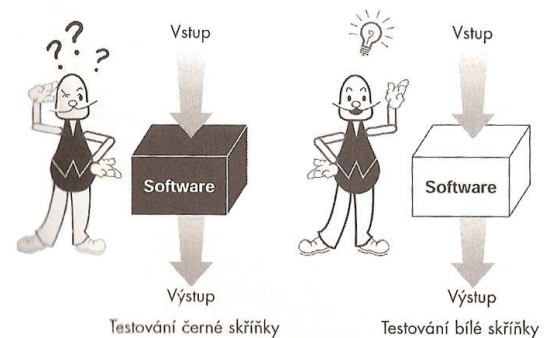 ? ? ?
Vstup
Software
Výstup
Testování černé skříňky
Vstup
Software
Výstup
Testování bílé skříňky